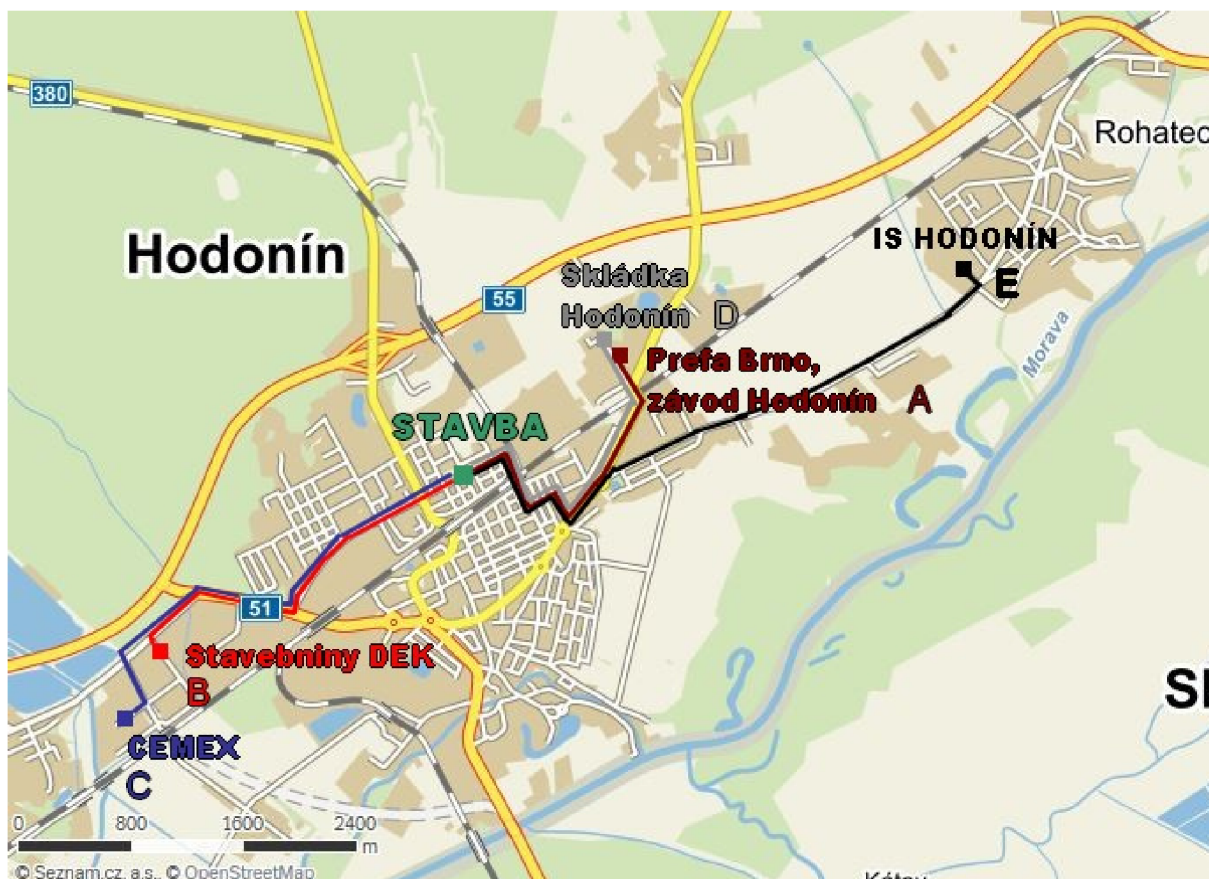 380
Rohatec
Hodonín
IS HODONÍN
E
55
Skládka
Hodonín D
Prefa Brno,
závod Hodonín A
Morava
STAVBA
51
Stavebniny DEK
B
CEMEX
C
Sl
0 800 1600 2400
m
© Seznam.cz, a.s., © OpenStreetMap